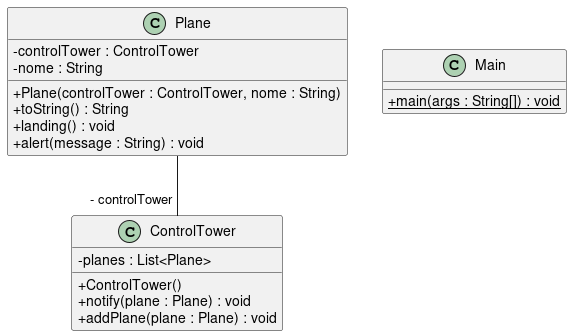 C Plane
-controlTower : ControlTower
-nome : String
+Plane(controlTower : ControlTower, nome : String)
+toString() : String
+landing() : void
+alert(message : String) : void
C Main
+main(args : String[]) : void
- controlTower
C ControlTower
-planes : List<Plane>
+ControlTower()
+notify(plane : Plane) : void
+addPlane(plane : Plane) : void